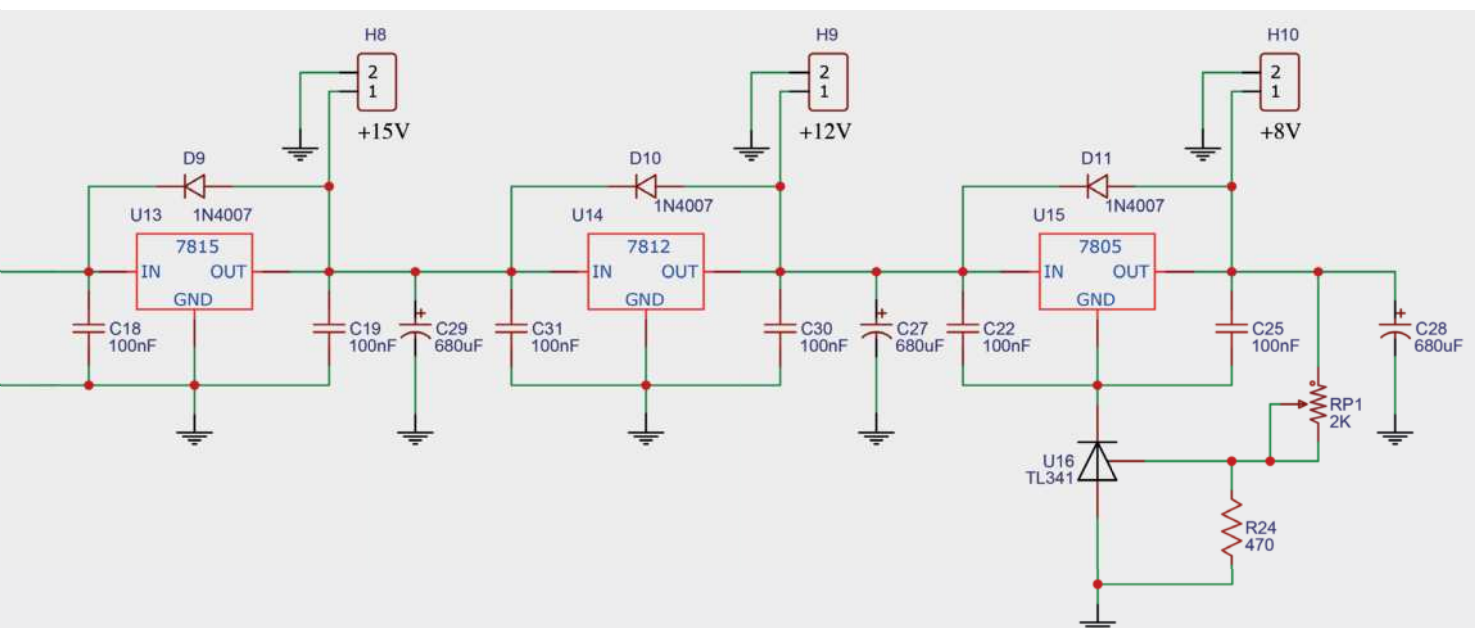 H8
2
1
+15V
D9
1N4007
U13
7815
IN
OUT
GND
C18
100nF
C19
100nF
+
C29
680uF
H9
2
1
+12V
D10
1N4007
U14
7812
IN
OUT
GND
C31
100nF
C30
100nF
+
C27
680uF
H10
2
1
+8V
D11
1N4007
U15
7805
IN
OUT
GND
C22
100nF
C25
100nF
+
C28
680uF
RP1
2K
U16
TL341
R24
470